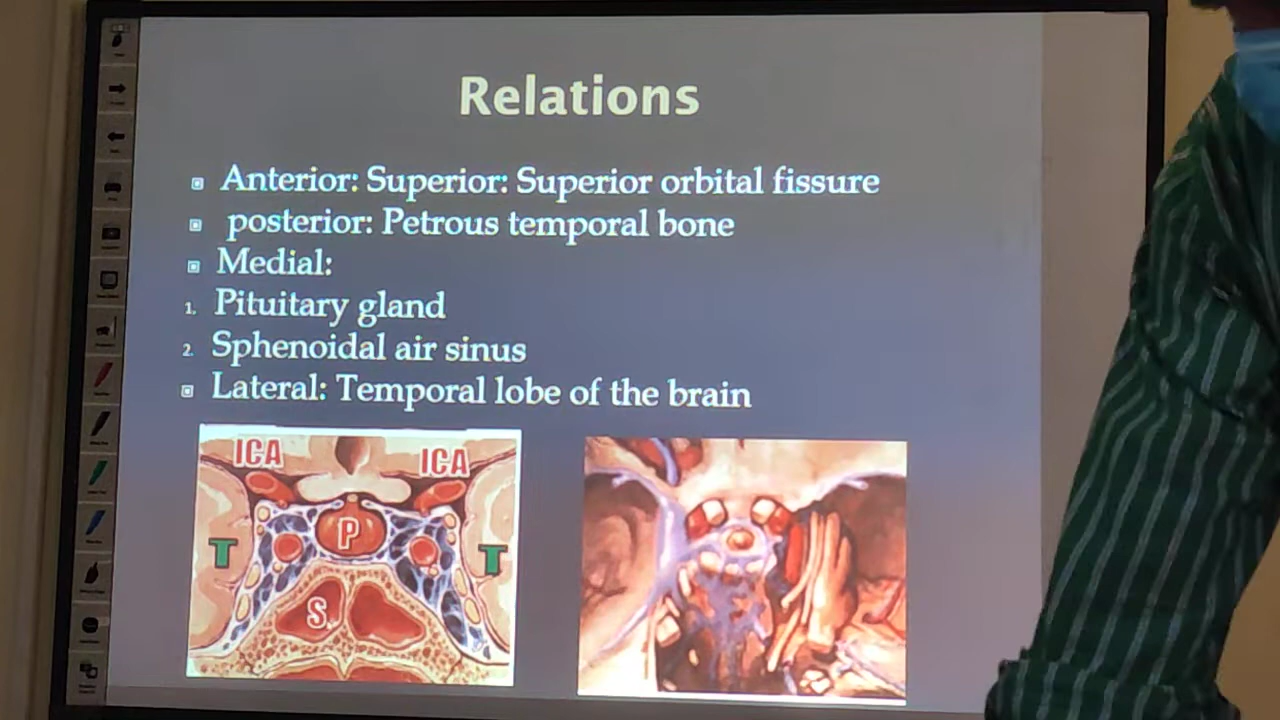 Relations
Anterior: Superior: Superior orbital fissure
posterior: Petrous temporal bone
Medial:
1. Pituitary gland
2. Sphenoidal air sinus
Lateral: Temporal lobe of the brain
ICA ICA
P
T T
S